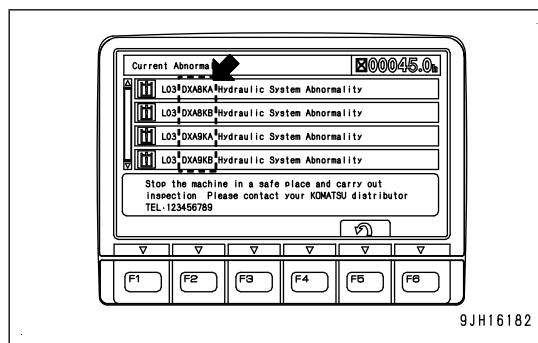 Current Abnorma
00045.0h
L03 DXA8KA Hydraulic System Abnormality
L03 DXA8KB Hydraulic System Abnormality
L03 DXA9KA Hydraulic System Abnormality
L03 DXA9KB Hydraulic System Abnormality
Stop the machine in a safe place and carry out
inspection Please contact your KOMATSU distributor
TEL·123456789
F1 F2 F3 F4 F5 F6
9JH16182